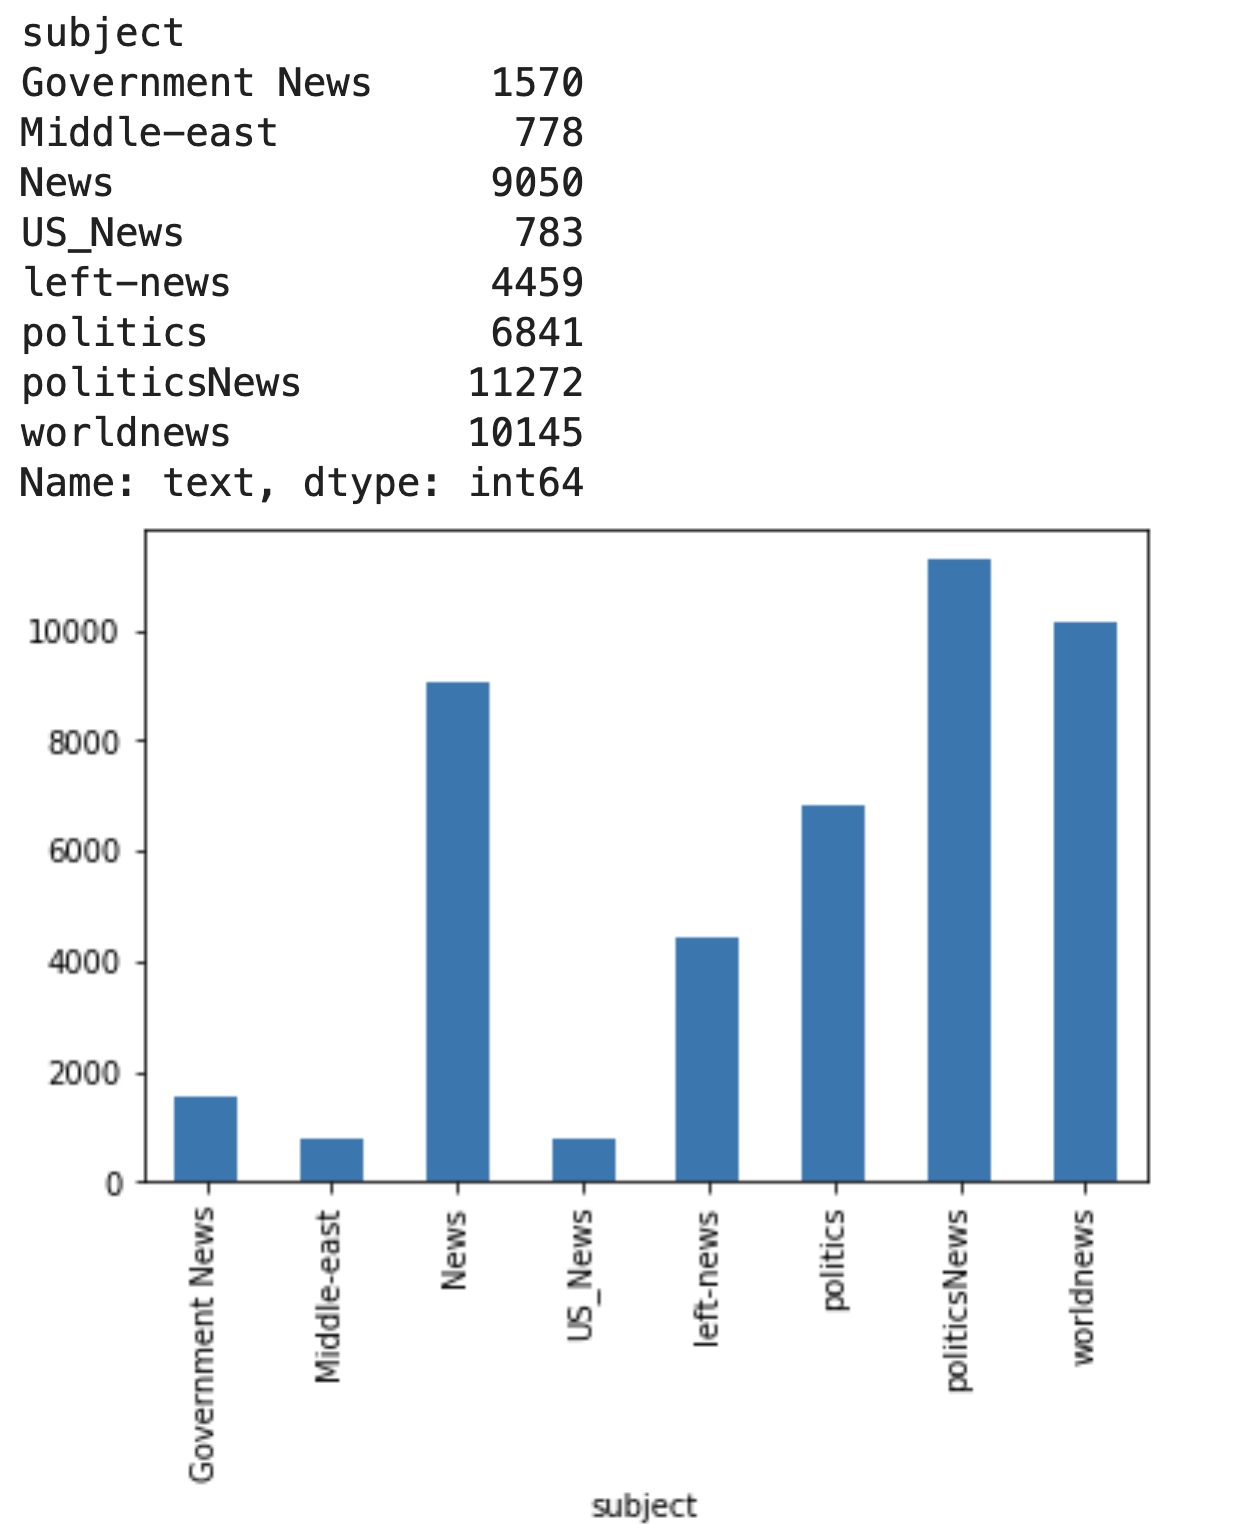 subject
Government News 1570
Middle-east 778
News 9050
US_News 783
left-news 4459
politics 6841
politicsNews 11272
worldnews 10145
Name: text, dtype: int64
10000
8000
6000
4000
2000
0
Government News
Middle-east
News
US_News
left-news
politics
politicsNews
worldnews
subject